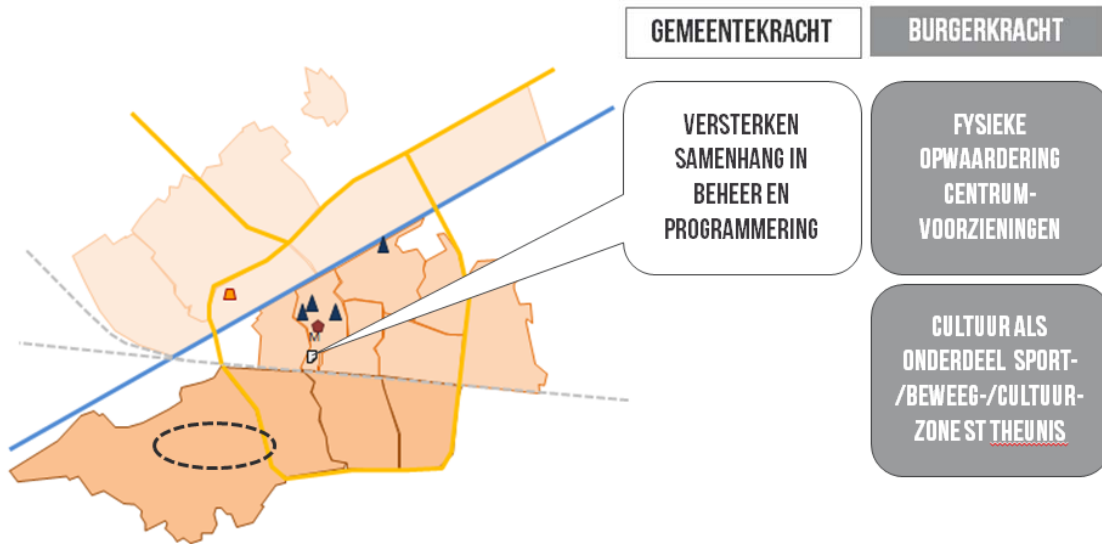 GEMEENTEKRACHT
BURGERKRACHT
VERSTERKEN
SAMENHANG IN
BEHEER EN
PROGRAMMERING
FYSIEKE
OPWAARDERING
CENTRUM-
VOORZIENINGEN
CULTUUR ALS
ONDERDEEL SPORT-
/BEWEEG-/CULTUUR-
ZONE ST THEUNIS
M
F